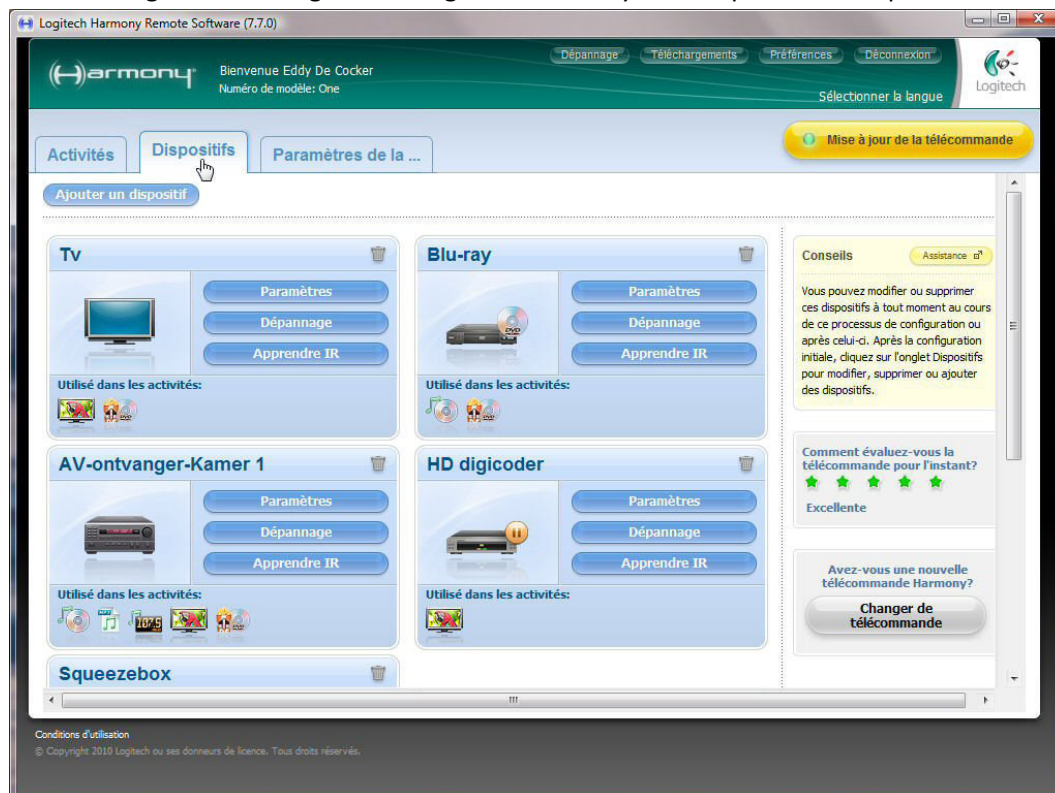 Logitech Harmony Remote Software (7.7.0)
Harmony
Bienvenue Eddy De Cocker
Numéro de modèle: One
Dépannage
Téléchargements
Préférences
Déconnexion
Sélectionner la langue
Logitech
Activités
Dispositifs
Paramètres de la ...
Mise à jour de la télécommande
Ajouter un dispositif
Tv
Paramètres
Dépannage
Apprendre IR
Utilisé dans les activités:
Blu-ray
DVD
Paramètres
Dépannage
Apprendre IR
Utilisé dans les activités:
Conseils
Assistance
Vous pouvez modifier ou supprimer
ces dispositifs à tout moment au cours
de ce processus de configuration ou
après celui-ci. Après la configuration
initiale, cliquez sur l'onglet Dispositifs
pour modifier, supprimer ou ajouter
des dispositifs.
AV-ontvanger-Kamer 1
Paramètres
Dépannage
Apprendre IR
Utilisé dans les activités:
107.5
HD digicoder
Paramètres
Dépannage
Apprendre IR
Utilisé dans les activités:
Comment évaluez-vous la
télécommande pour l'instant?
Excellente
Avez-vous une nouvelle
télécommande Harmony?
Changer de
télécommande
Squeezebox
Conditions d'utilisation
© Copyright 2010 Logitech ou ses donneurs de licence. Tous droits réservés.